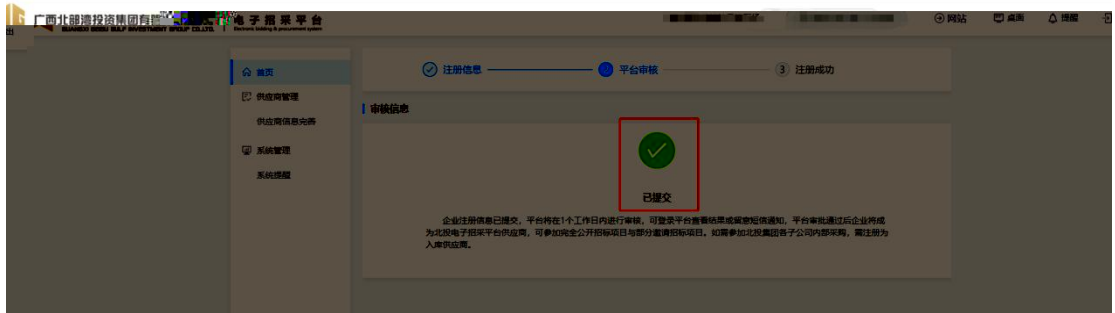 广西北部湾投资集团有
电子招采平台
Electronic bidding & procurement system
网站
桌面
提醒
出
首页
供应商管理
供应商信息完善
系统管理
系统提醒
注册信息
平台审核
3 注册成功
审核信息
已提交
企业注册信息已提交，平台将在1个工作日内进行审核，可登录平台查看结果或留意短信通知，平台审批通过后企业将成
为北投电子招采平台供应商，可参加完全公开招标项目与部分邀请招标项目。如需参加北投集团各子公司内部采购，需注册为
入库供应商。